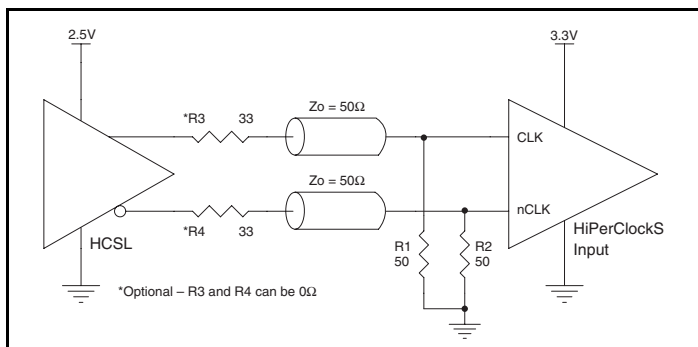 2.5V
3.3V
*R3 33
Zo = 50Ω
CLK
Zo = 50Ω
nCLK
*R4 33
HCSL
R1
50
R2
50
HiPerClockS
Input
*Optional – R3 and R4 can be 0Ω